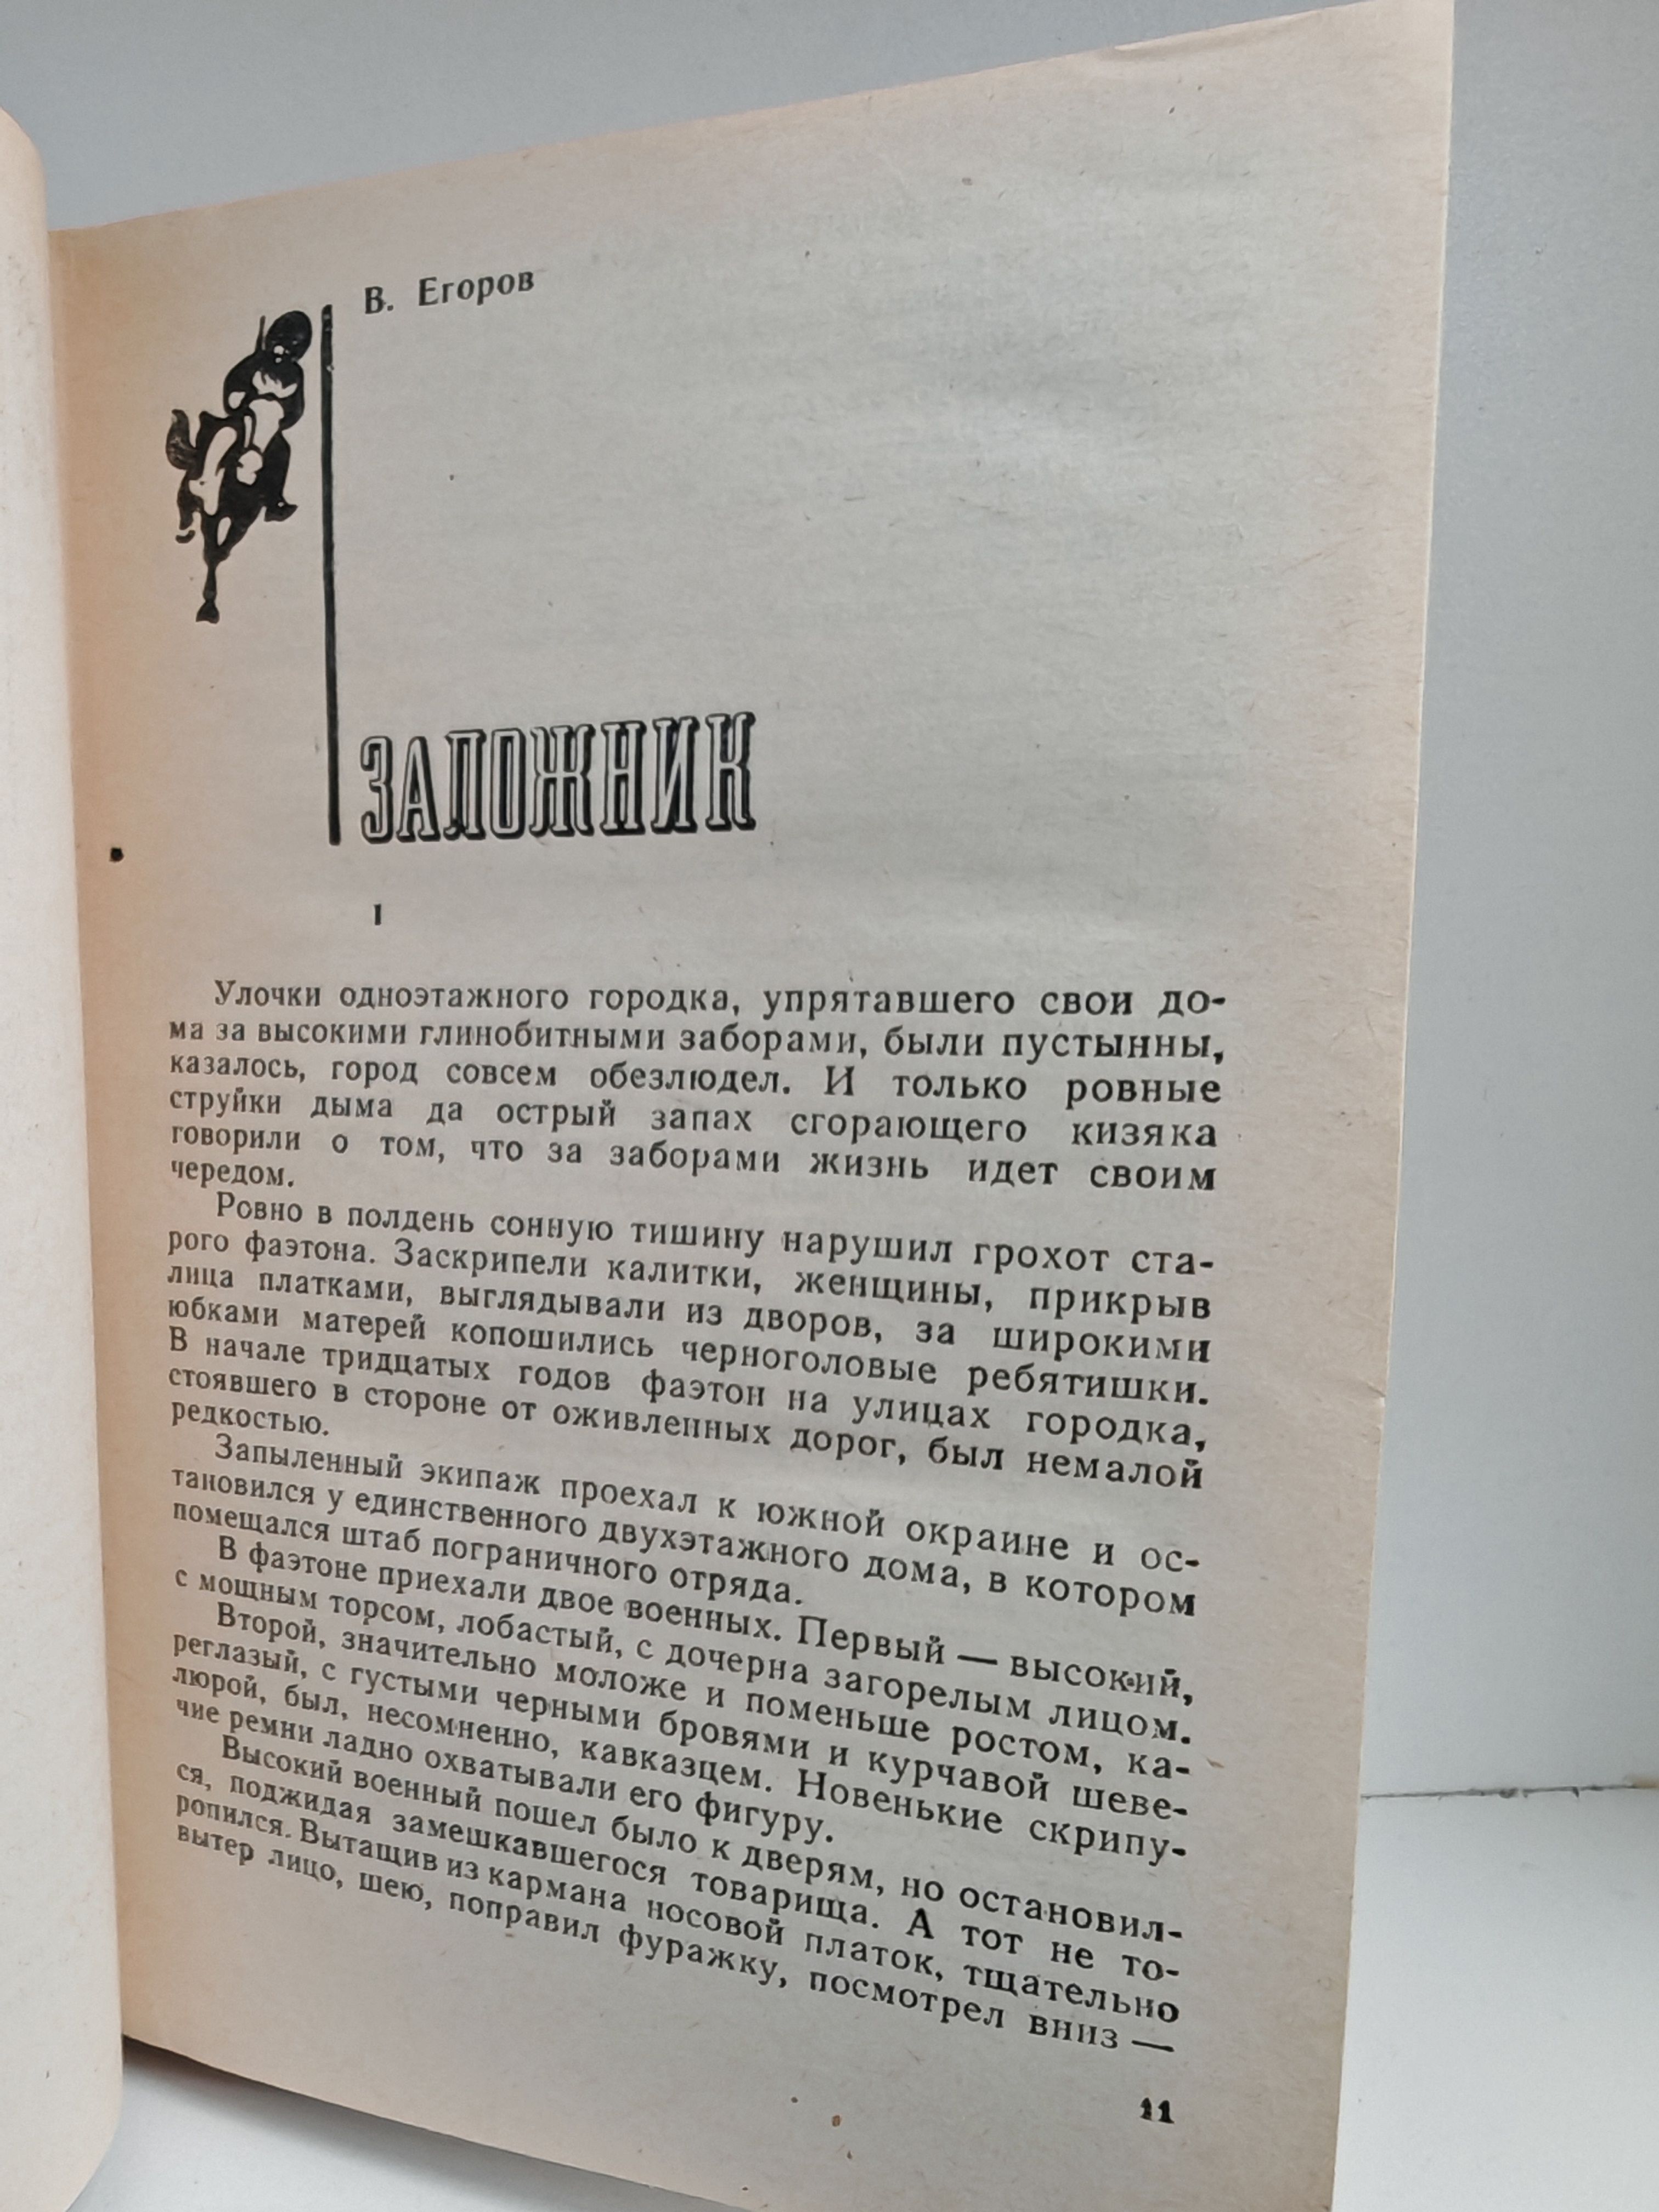 В. Егоров
ЗАЛОЖНИК
I
Улочки одноэтажного городка, упрятавшего свои до-
ма за высокими глинобитными заборами, были пустынны,
казалось, город совсем обезлюдел. И только ровные
струйки дыма да острый запах сгорающего кизяка
говорили о том, что за заборами жизнь идет своим
чередом.
Ровно в полдень сонную тишину нарушил грохот ста-
рого фаэтона. Заскрипели калитки, женщины, прикрыв
лица платками, выглядывали из дворов, за широкими
юбками матерей копошились черноголовые ребятишки.
В начале тридцатых годов фаэтон на улицах городка,
стоявшего в стороне от оживленных дорог, был немалой
редкостью.
Запыленный экипаж проехал к южной окраине и ос-
тановился у единственного двухэтажного дома, в котором
помещался штаб пограничного отряда.
В фаэтоне приехали двое военных. Первый — высокий,
с мощным торсом, лобастый, с дочерна загорелым лицом.
Второй, значительно моложе и поменьше ростом, ка-
реглазый, с густыми черными бровями и курчавой шеве-
люрой, был, несомненно, кавказцем. Новенькие скрипу-
чие ремни ладно охватывали его фигуру.
Высокий военный пошел было к дверям, но остановил-
ся, поджидая замешкавшегося товарища. А тот не то-
ропился. Вытащив из кармана носовой платок, тщательно
вытер лицо, шею, поправил фуражку, посмотрел вниз —
11